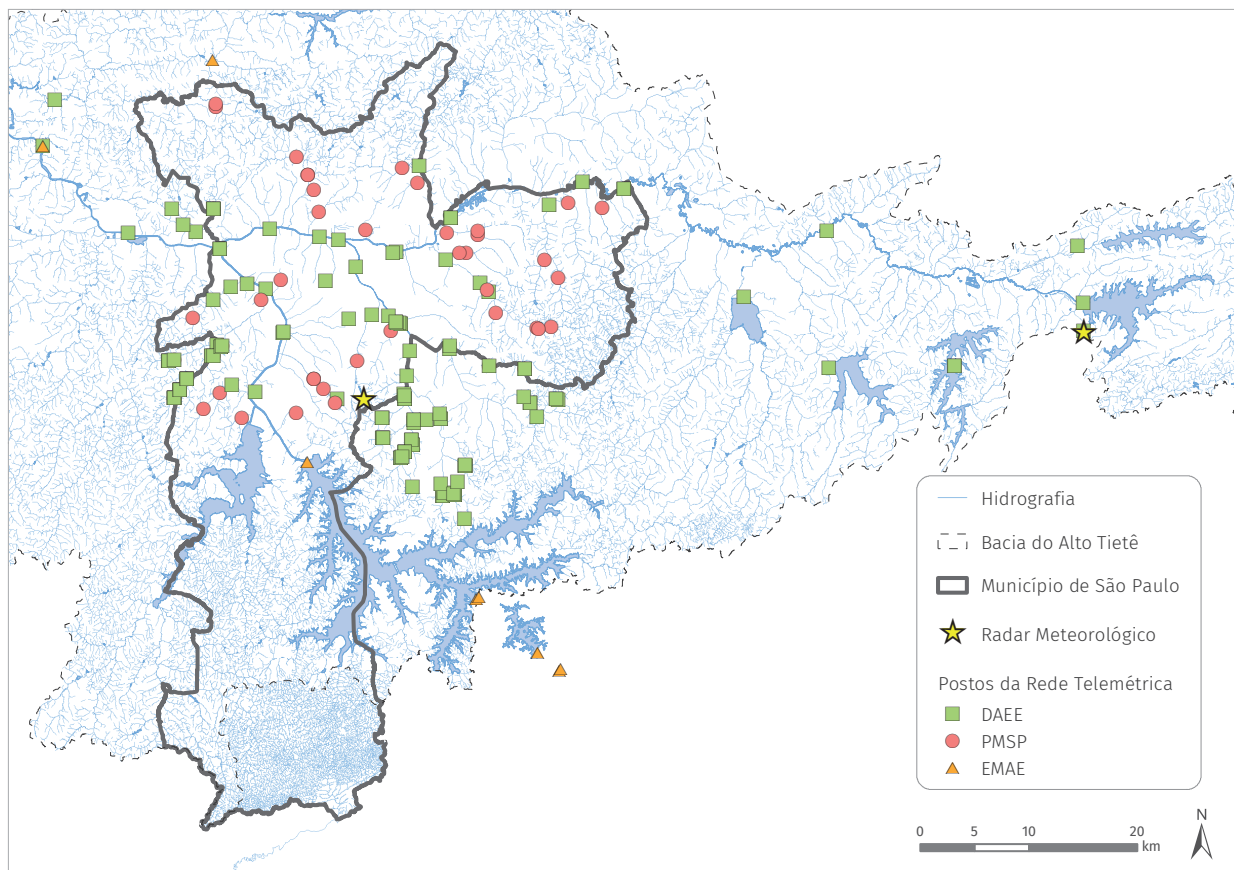 Hidrografia
Bacia do Alto Tietê
Município de São Paulo
Radar Meteorológico
Postos da Rede Telemétrica
DAEE
PMSP
EMAE
0 5 10 20
km
N